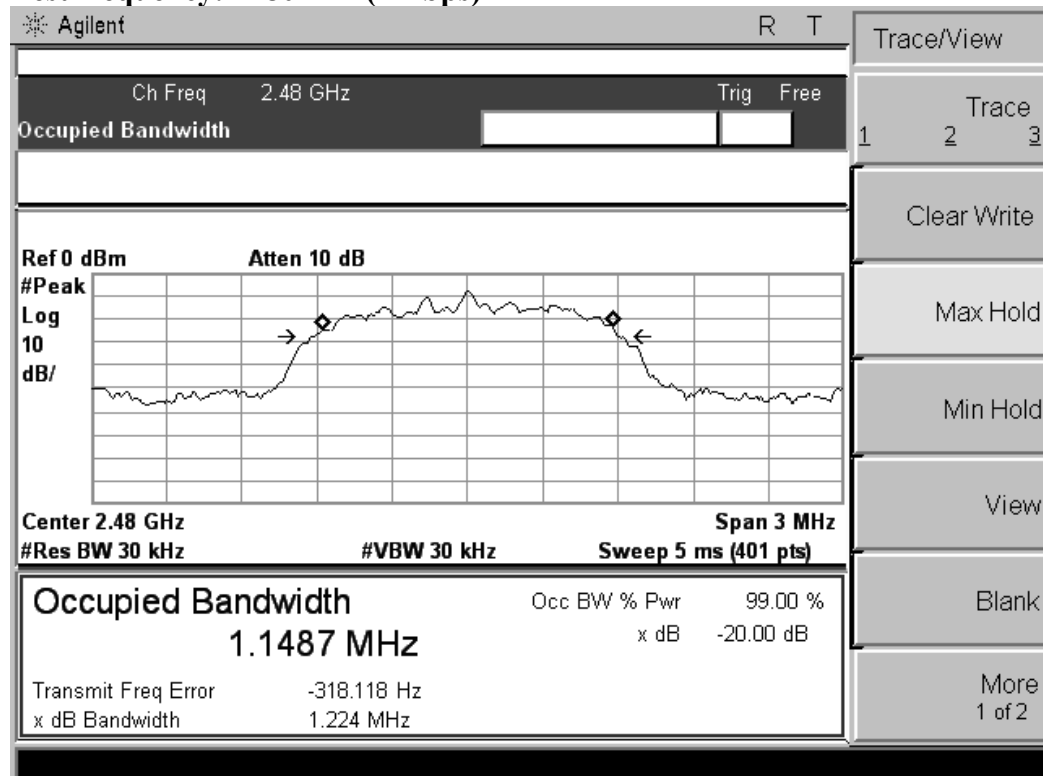 Agilent R T
Trace/View
Ch Freq 2.48 GHz Trig Free
Occupied Bandwidth
Trace
1 2 3
Clear Write
Ref 0 dBm Atten 10 dB
#Peak
Log
10
dB/
Max Hold
Min Hold
Center 2.48 GHz Span 3 MHz
#Res BW 30 kHz #VBW 30 kHz Sweep 5 ms (401 pts)
View
Occupied Bandwidth Occ BW % Pwr 99.00 %
1.1487 MHz x dB -20.00 dB
Blank
Transmit Freq Error -318.118 Hz
x dB Bandwidth 1.224 MHz
More
1 of 2